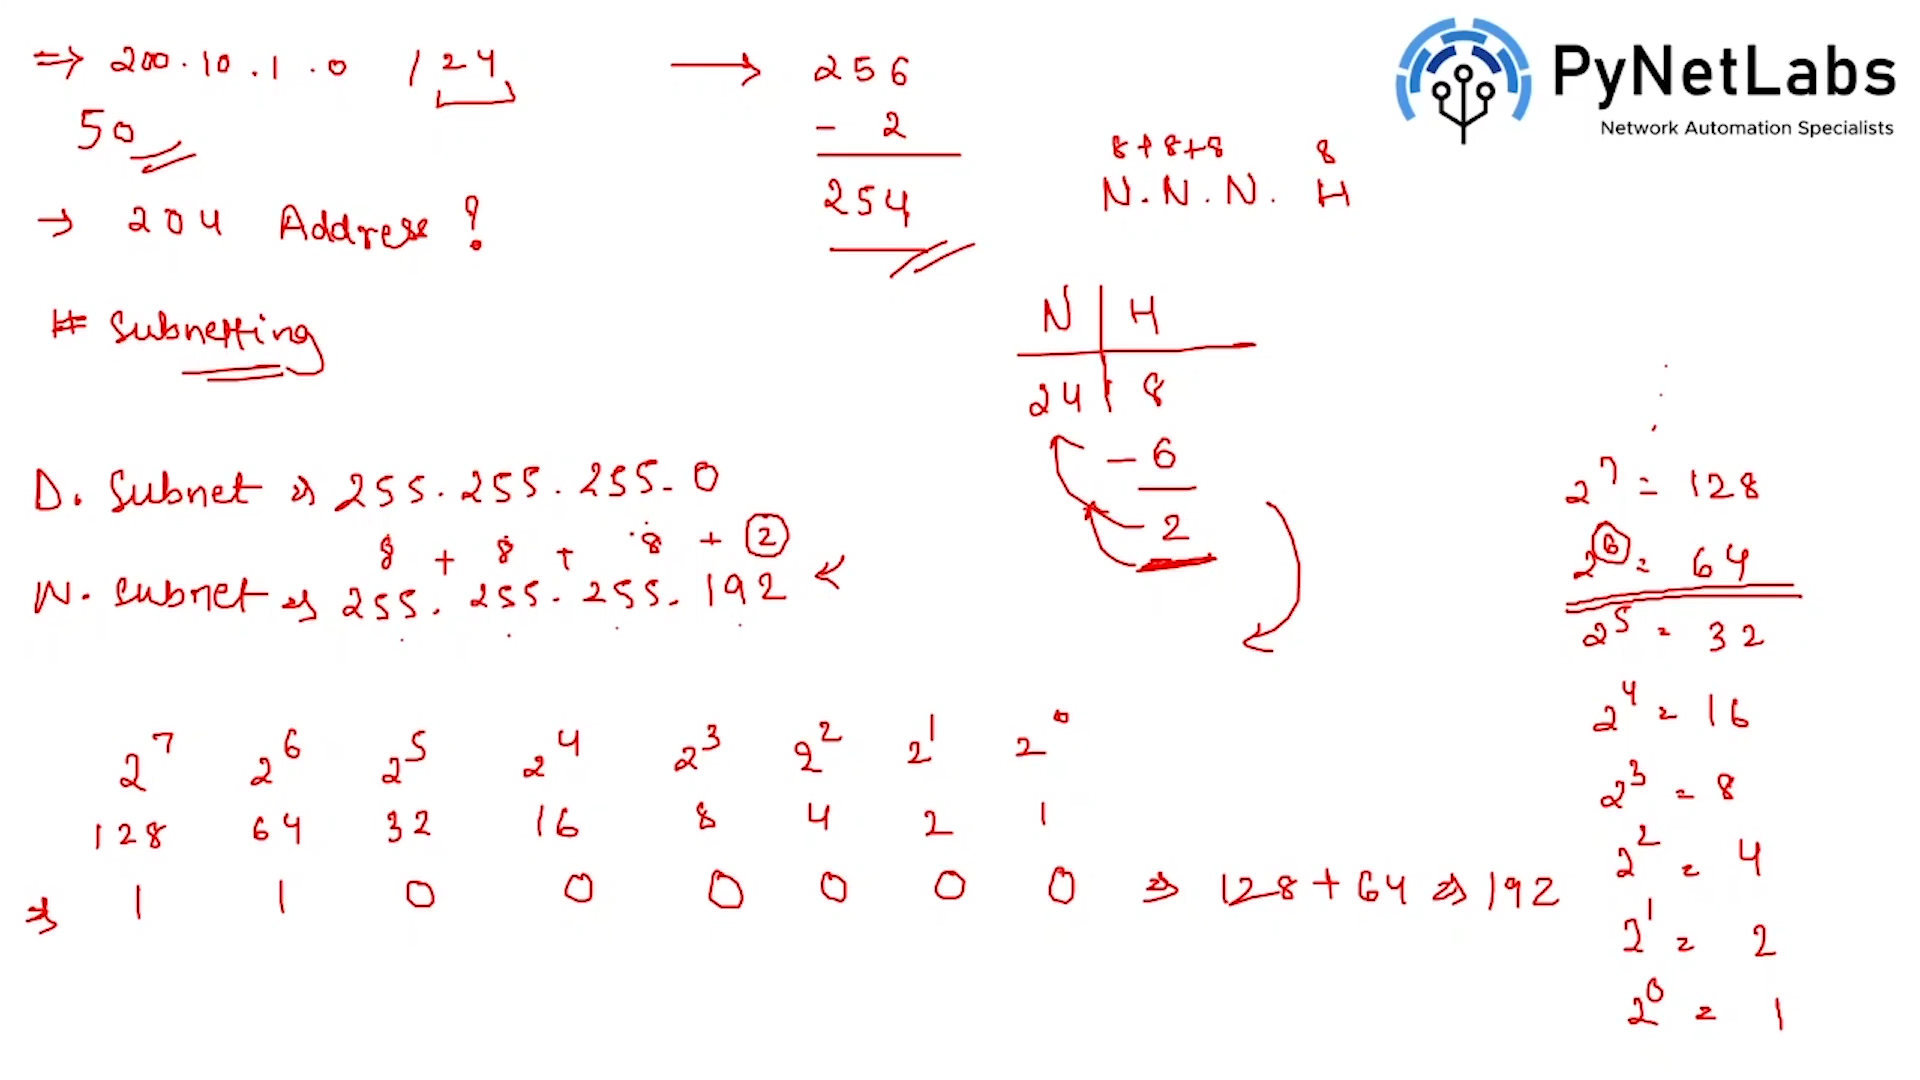 ⇒ 200.10.1.0 /24 → 256
50
- 2
254
→ 204 Address ?
PyNetLabs
Network Automation Specialists
8+8+8 8
N.N.N. H
# Subnetting
N | H
24 | 8
- 6
2
D. Subnet ⇒ 255.255.255.0
8 + 8 + 8 + 2
N. Subnet ⇒ 255.255.255.192 ←
2^7 2^6 2^5 2^4 2^3 2^2 2^1 2^0
128 64 32 16 8 4 2 1
⇒ 1 1 0 0 0 0 0 0 ⇒ 128 + 64 ⇒ 192
2^7 = 128
2^6 = 64
2^5 = 32
2^4 = 16
2^3 = 8
2^2 = 4
2^1 = 2
2^0 = 1